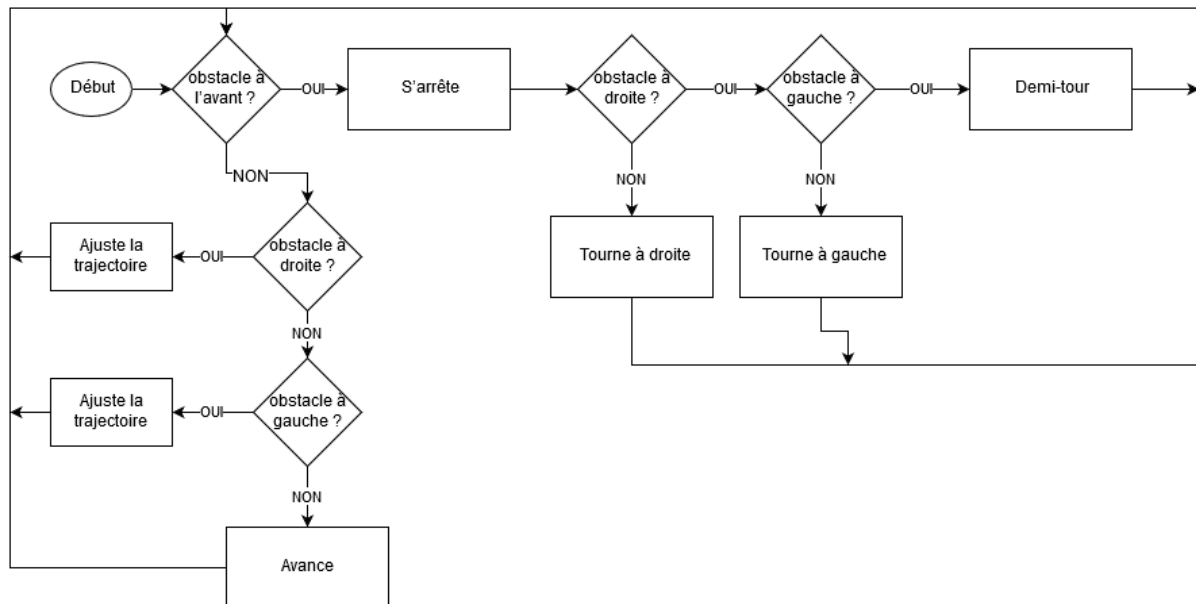 Début
obstacle à
l'avant ?
OUI
S'arrête
obstacle à
droite ?
OUI
obstacle à
gauche ?
OUI
Demi-tour
NON
NON
NON
Ajuste la
trajectoire
OUI
obstacle à
droite ?
Tourne à droite
Tourne à gauche
NON
Ajuste la
trajectoire
OUI
obstacle à
gauche ?
NON
Avance